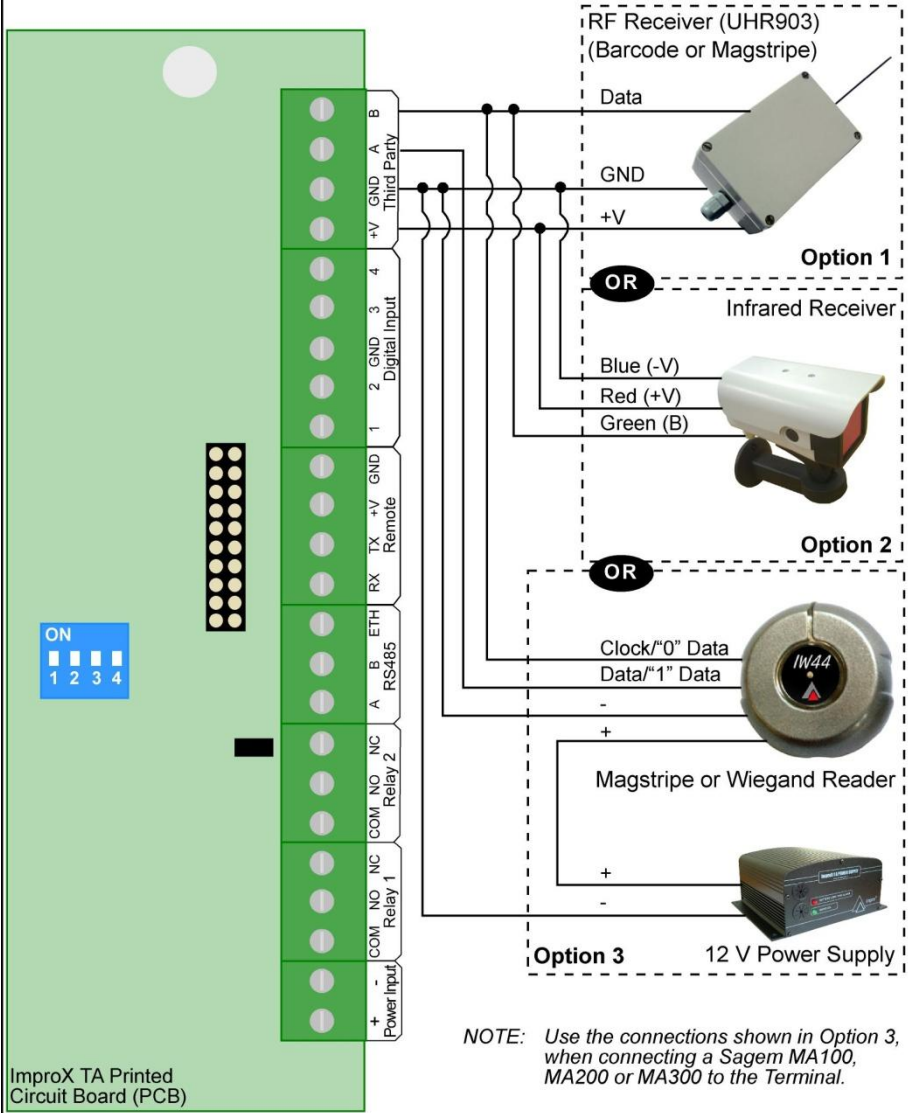 RF Receiver (UHR903)
(Barcode or Magstripe)
Data
GND
+V
Option 1
OR
Infrared Receiver
Blue (-V)
Red (+V)
Green (B)
Option 2
OR
Clock/“0” Data
Data/“1” Data
-
+
IW44
Magstripe or Wiegand Reader
+
-
Option 3
12 V Power Supply
B
A
GND
+V
Third Party
4
3
GND
2
1
Digital Input
GND
+V
TX
RX
Remote
ETH
B
A
RS485
NC
NO
COM
Relay 2
NC
NO
COM
Relay 1
-
+
Power Input
ON
1 2 3 4
ImproX TA Printed
Circuit Board (PCB)
NOTE: Use the connections shown in Option 3,
when connecting a Sagem MA100,
MA200 or MA300 to the Terminal.